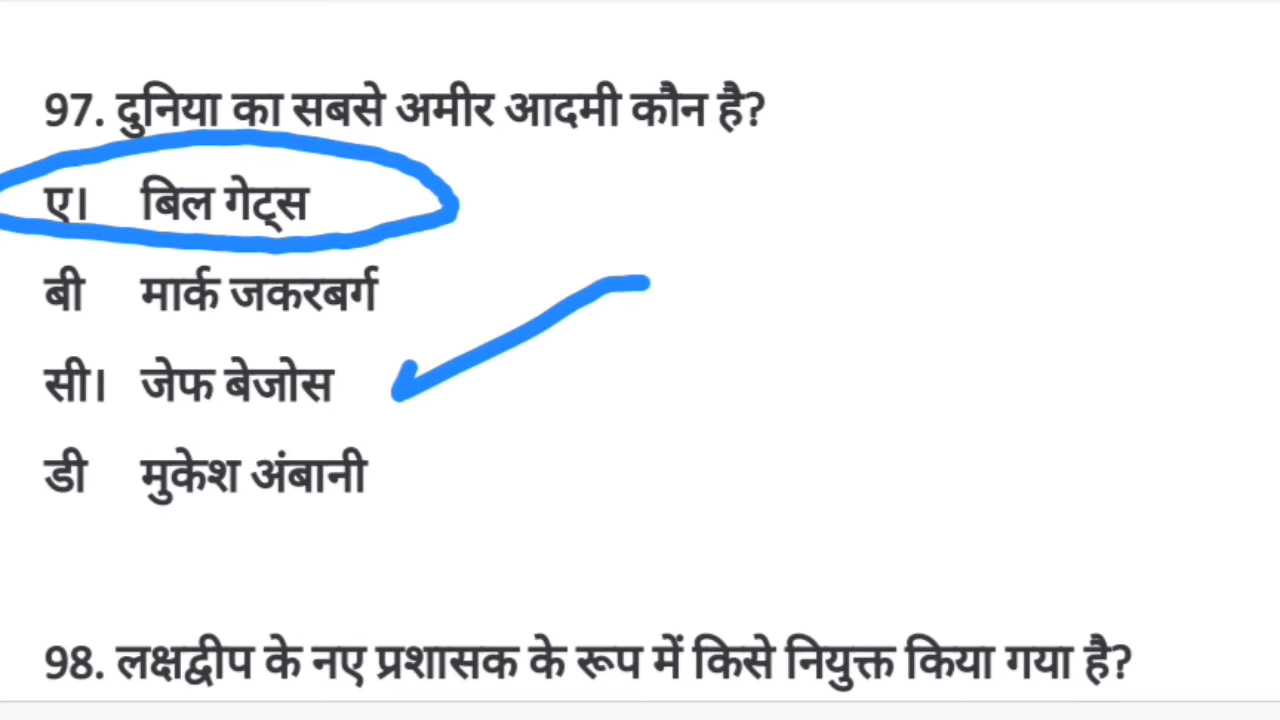 97. दुनिया का सबसे अमीर आदमी कौन है?
ए। बिल गेट्स
बी मार्क जकरबर्ग
सी। जेफ बेजोस
डी मुकेश अंबानी
98. लक्षद्वीप के नए प्रशासक के रूप में किसे नियुक्त किया गया है?